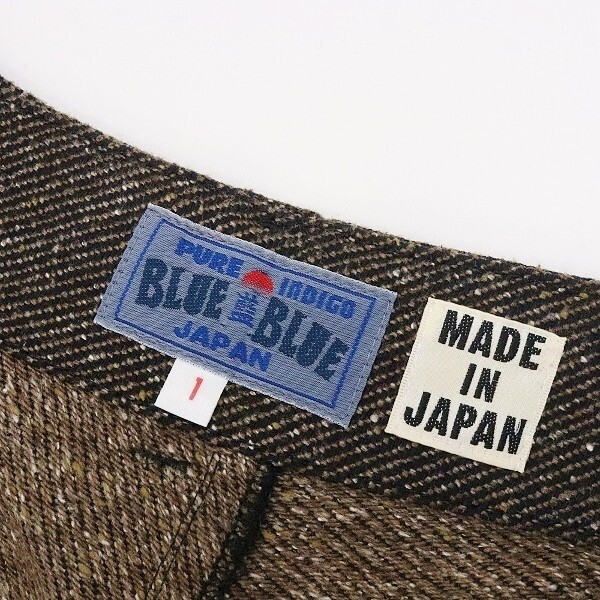 PURE INDIGO
BLUE BLUE
JAPAN
1
MADE
IN
JAPAN